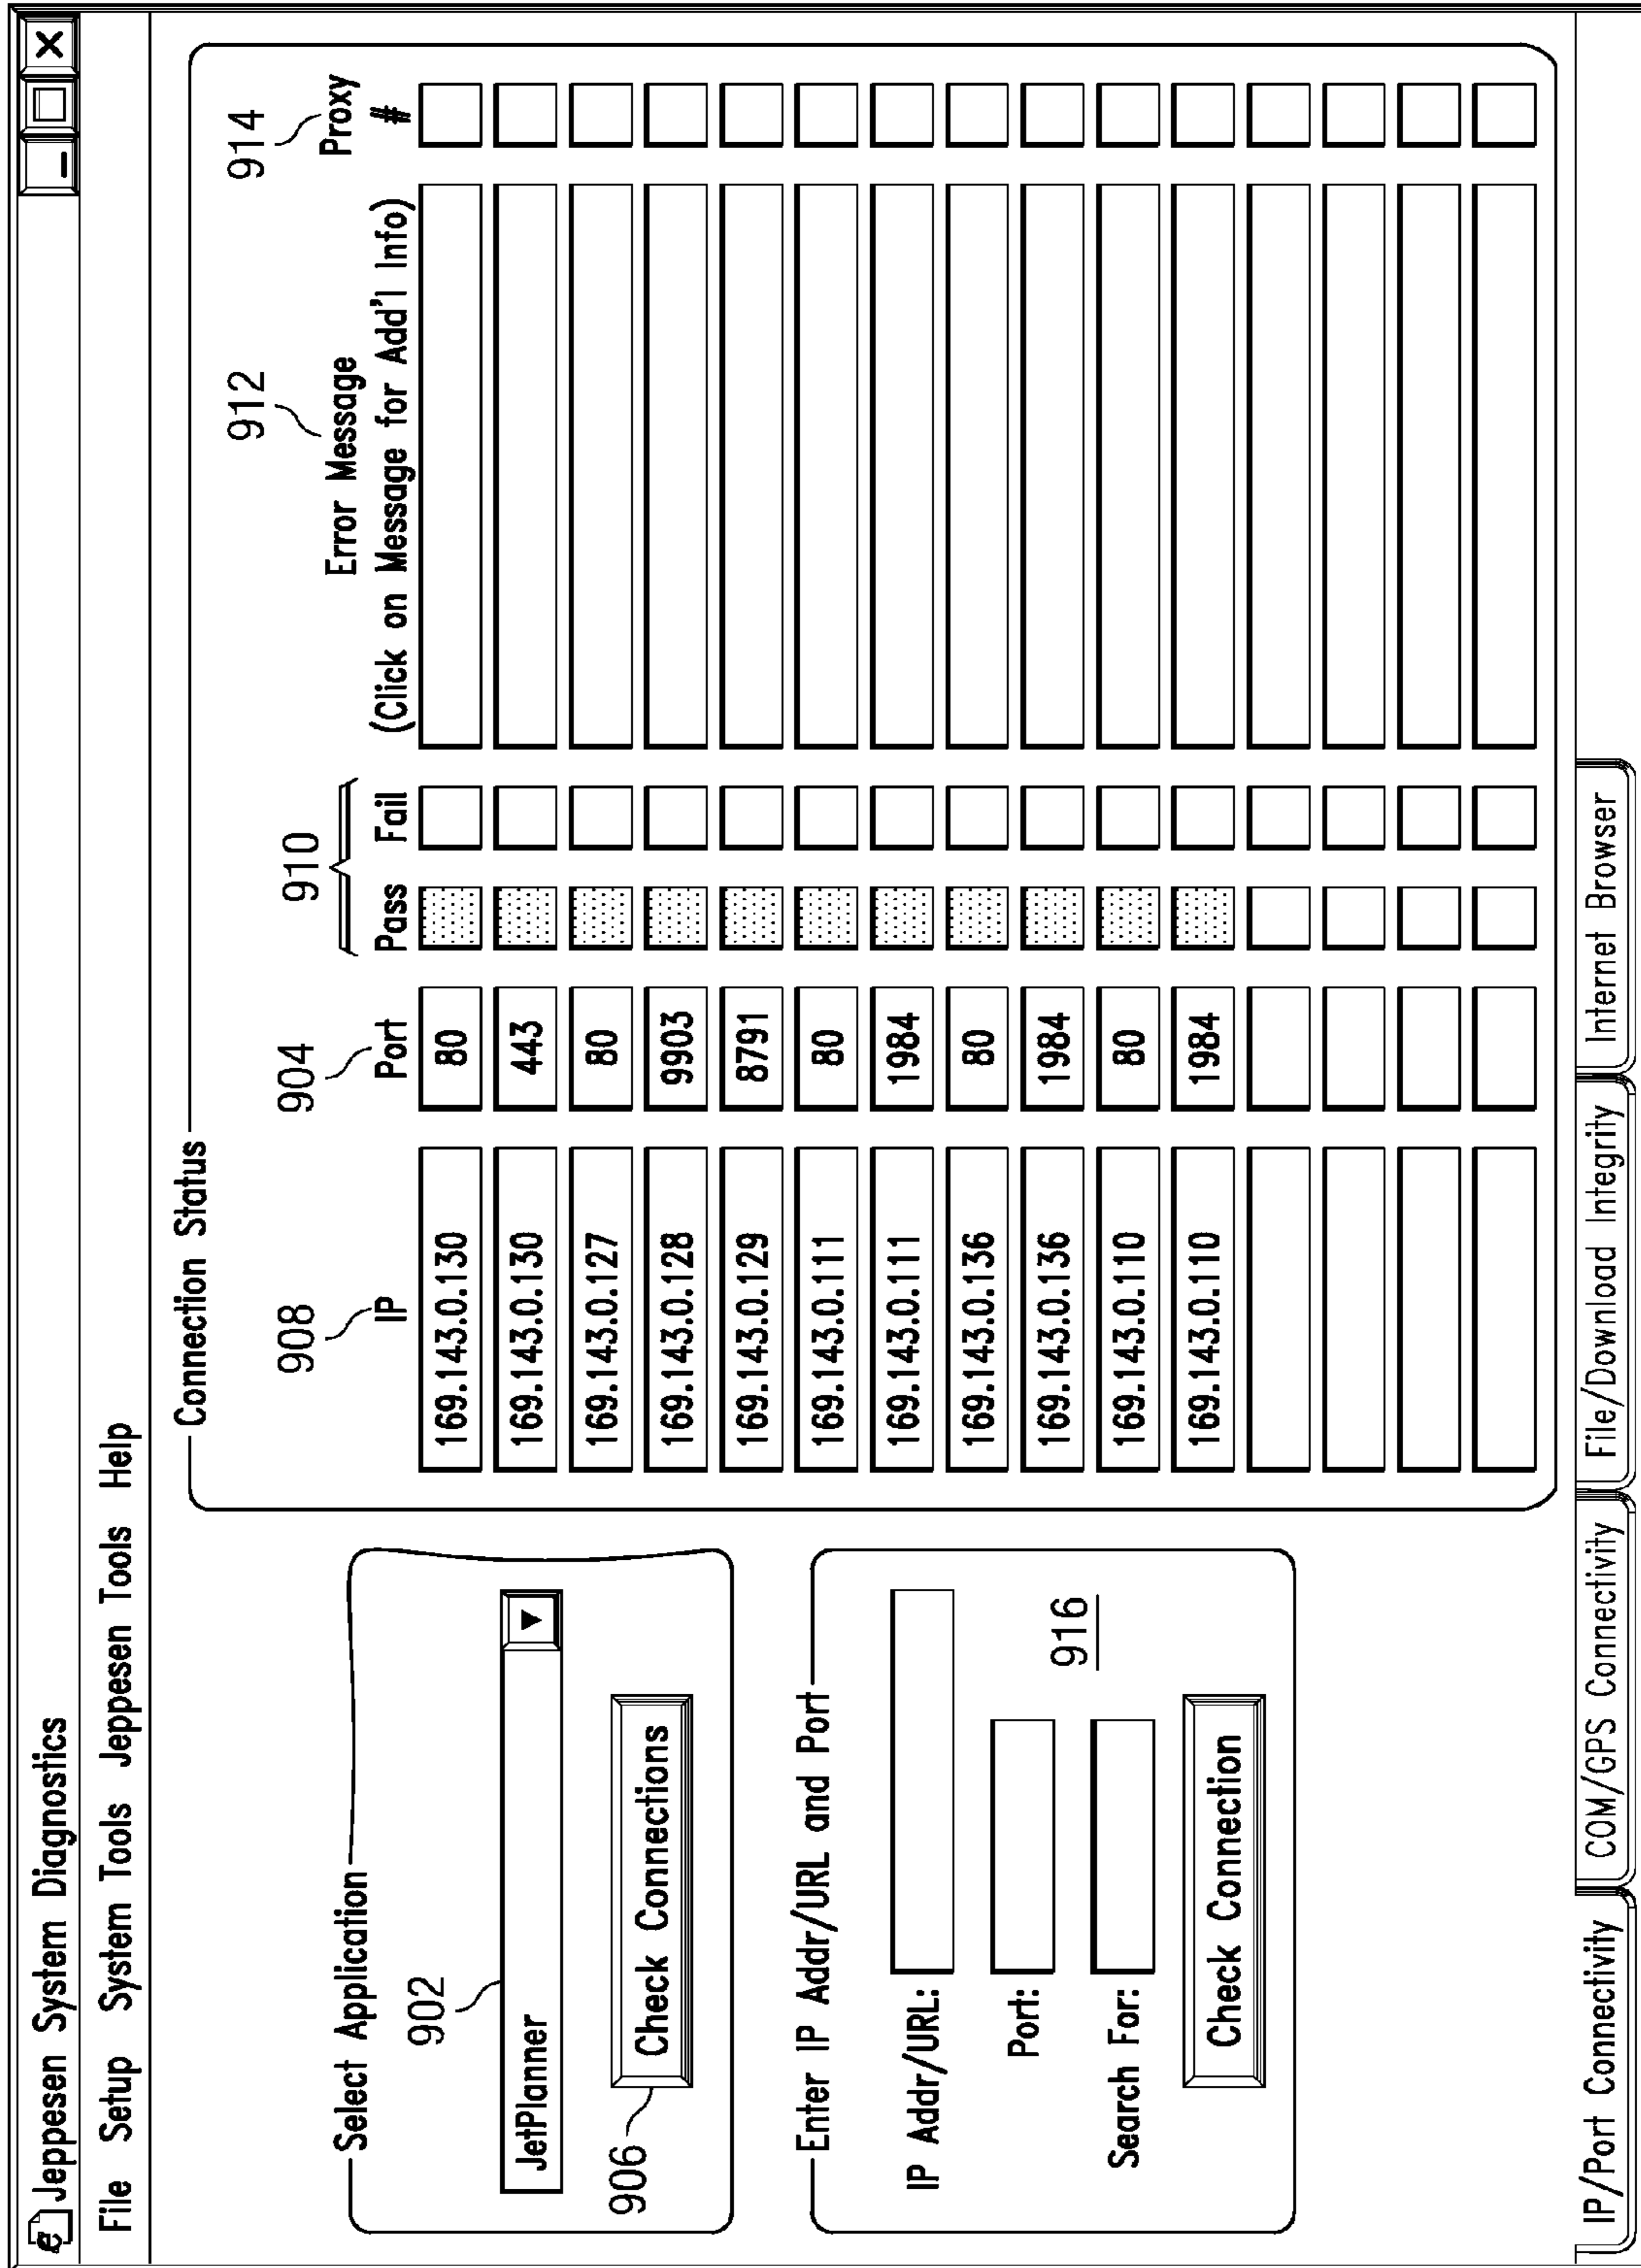 Jeppesen System Diagnostics
File Setup System Tools Jeppesen Tools Help
Select Application
902
JetPlanner
906
Check Connections
Enter IP Addr/URL and Port
IP Addr/URL:
Port:
916
Search For:
Check Connection
Connection Status
908 904 910 912 914
IP Port Pass Fail Error Message Proxy
(Click on Message for Add'l Info) #
169.143.0.130 80
169.143.0.130 443
169.143.0.127 80
169.143.0.128 9903
169.143.0.129 8791
169.143.0.111 80
169.143.0.111 1984
169.143.0.136 80
169.143.0.136 1984
169.143.0.110 80
169.143.0.110 1984
IP/Port Connectivity COM/GPS Connectivity File/Download Integrity Internet Browser